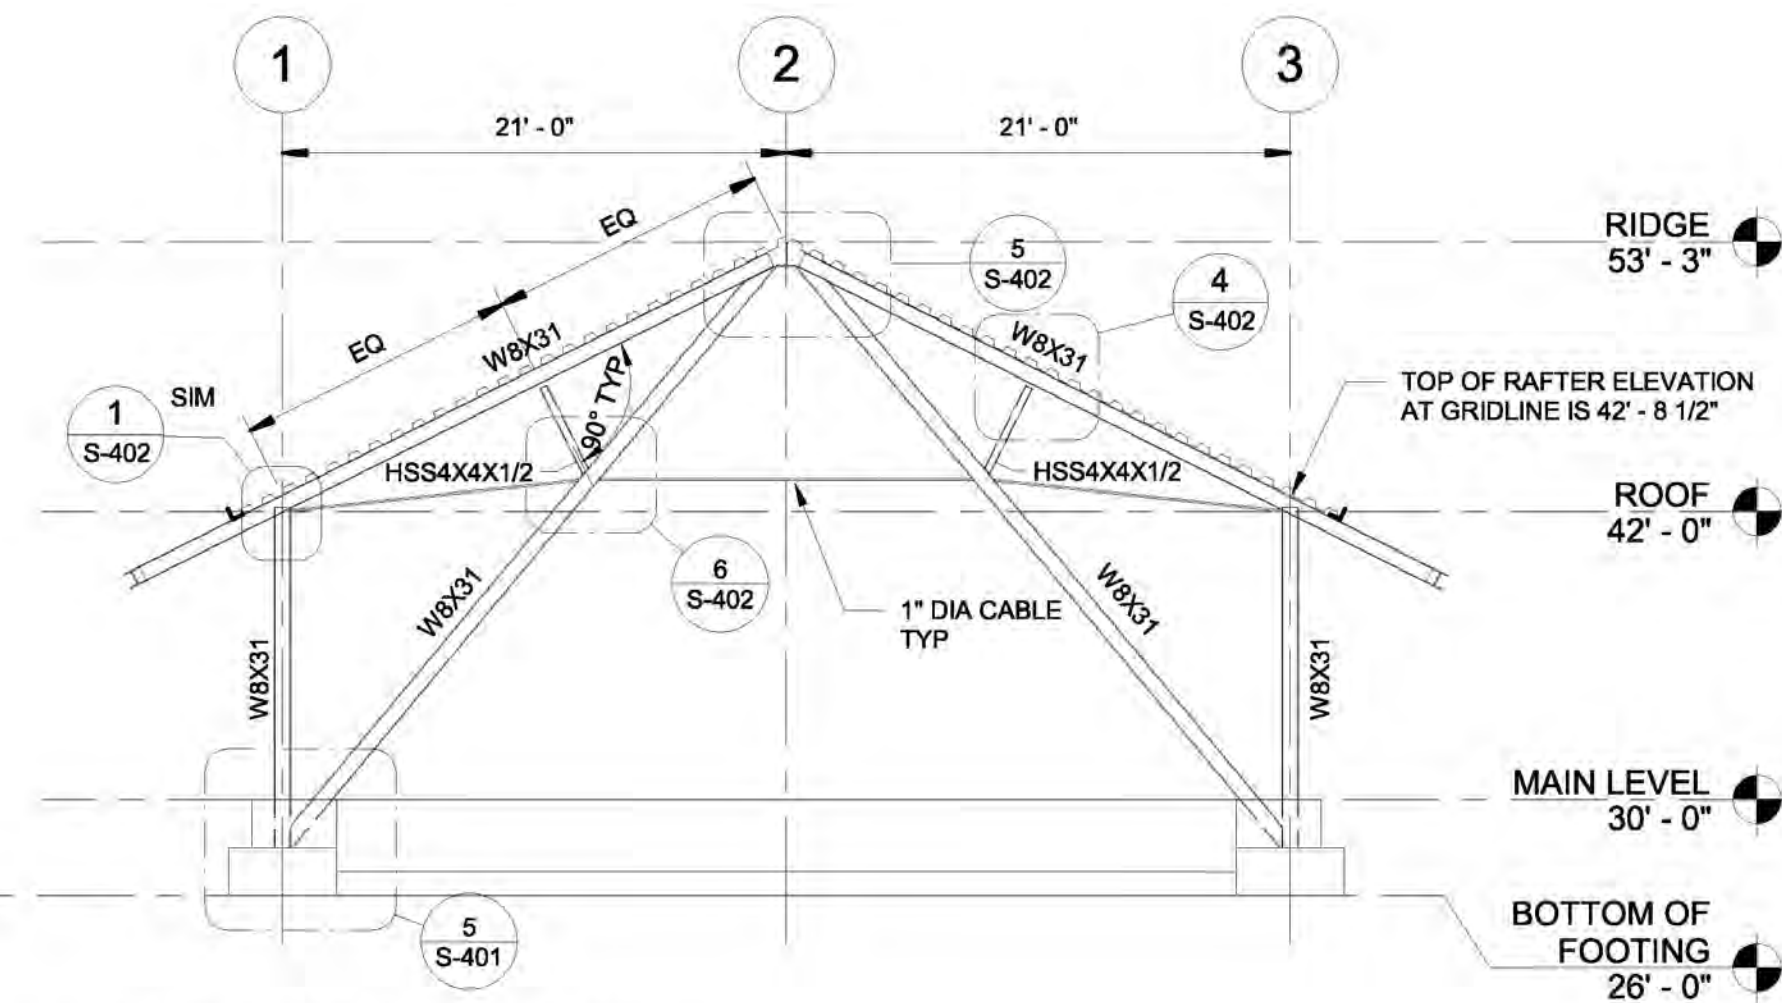 1
2
3
21' - 0"
21' - 0"
EQ
EQ
RIDGE
53' - 3"
5
S-402
4
S-402
W8X31
W8X31
1
S-402
SIM
90° TYP
TOP OF RAFTER ELEVATION
AT GRIDLINE IS 42' - 8 1/2"
HSS4X4X1/2
HSS4X4X1/2
ROOF
42' - 0"
6
S-402
W8X31
W8X31
1" DIA CABLE
TYP
W8X31
W8X31
MAIN LEVEL
30' - 0"
5
S-401
BOTTOM OF
FOOTING
26' - 0"